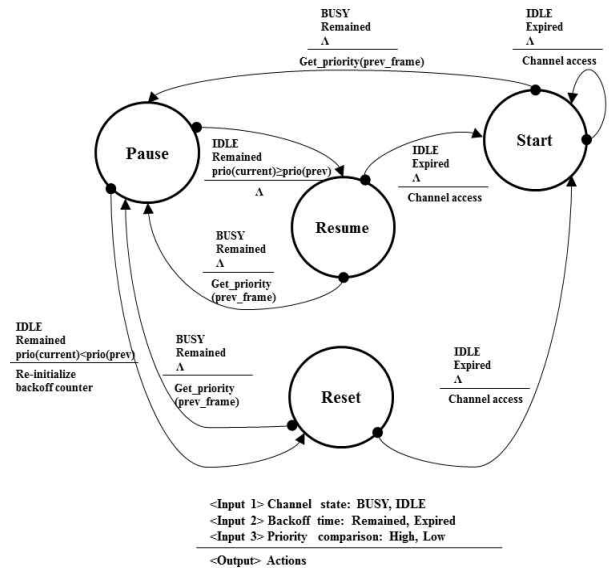 BUSY
Remained
Λ
Get_priority(prev_frame)
IDLE
Expired
Λ
Channel access
Pause
Start
IDLE
Remained
prio(current)≥prio(prev)
Λ
IDLE
Expired
Λ
Channel access
Resume
BUSY
Remained
Λ
Get_priority
(prev_frame)
IDLE
Remained
prio(current)<prio(prev)
Re-initialize
backoff counter
BUSY
Remained
Λ
Get_priority
(prev_frame)
IDLE
Expired
Λ
Channel access
Reset
<Input 1> Channel state: BUSY, IDLE
<Input 2> Backoff time: Remained, Expired
<Input 3> Priority comparison: High, Low
<Output> Actions